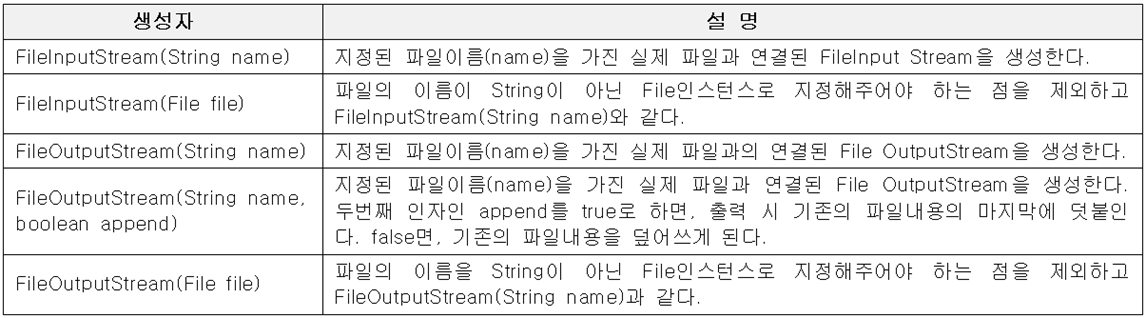 생성자 설 명
FileInputStream(String name) 지정된 파일이름(name)을 가진 실제 파일과 연결된 FileInput Stream을 생성한다.
FileInputStream(File file)
파일의 이름이 String이 아닌 File인스턴스로 지정해주어야 하는 점을 제외하고
FileInputStream(String name)와 같다.
FileOutputStream(String name) 지정된 파일이름(name)을 가진 실제 파일과의 연결된 File OutputStream을 생성한다.
FileOutputStream(String name,
boolean append)
지정된 파일이름(name)을 가진 실제 파일과 연결된 File OutputStream을 생성한다.
두번째 인자인 append를 true로 하면, 출력 시 기존의 파일내용의 마지막에 덧붙인
다. false면, 기존의 파일내용을 덮어쓰게 된다.
FileOutputStream(File file)
파일의 이름을 String이 아닌 File인스턴스로 지정해주어야 하는 점을 제외하고
FileOutputStream(String name)과 같다.